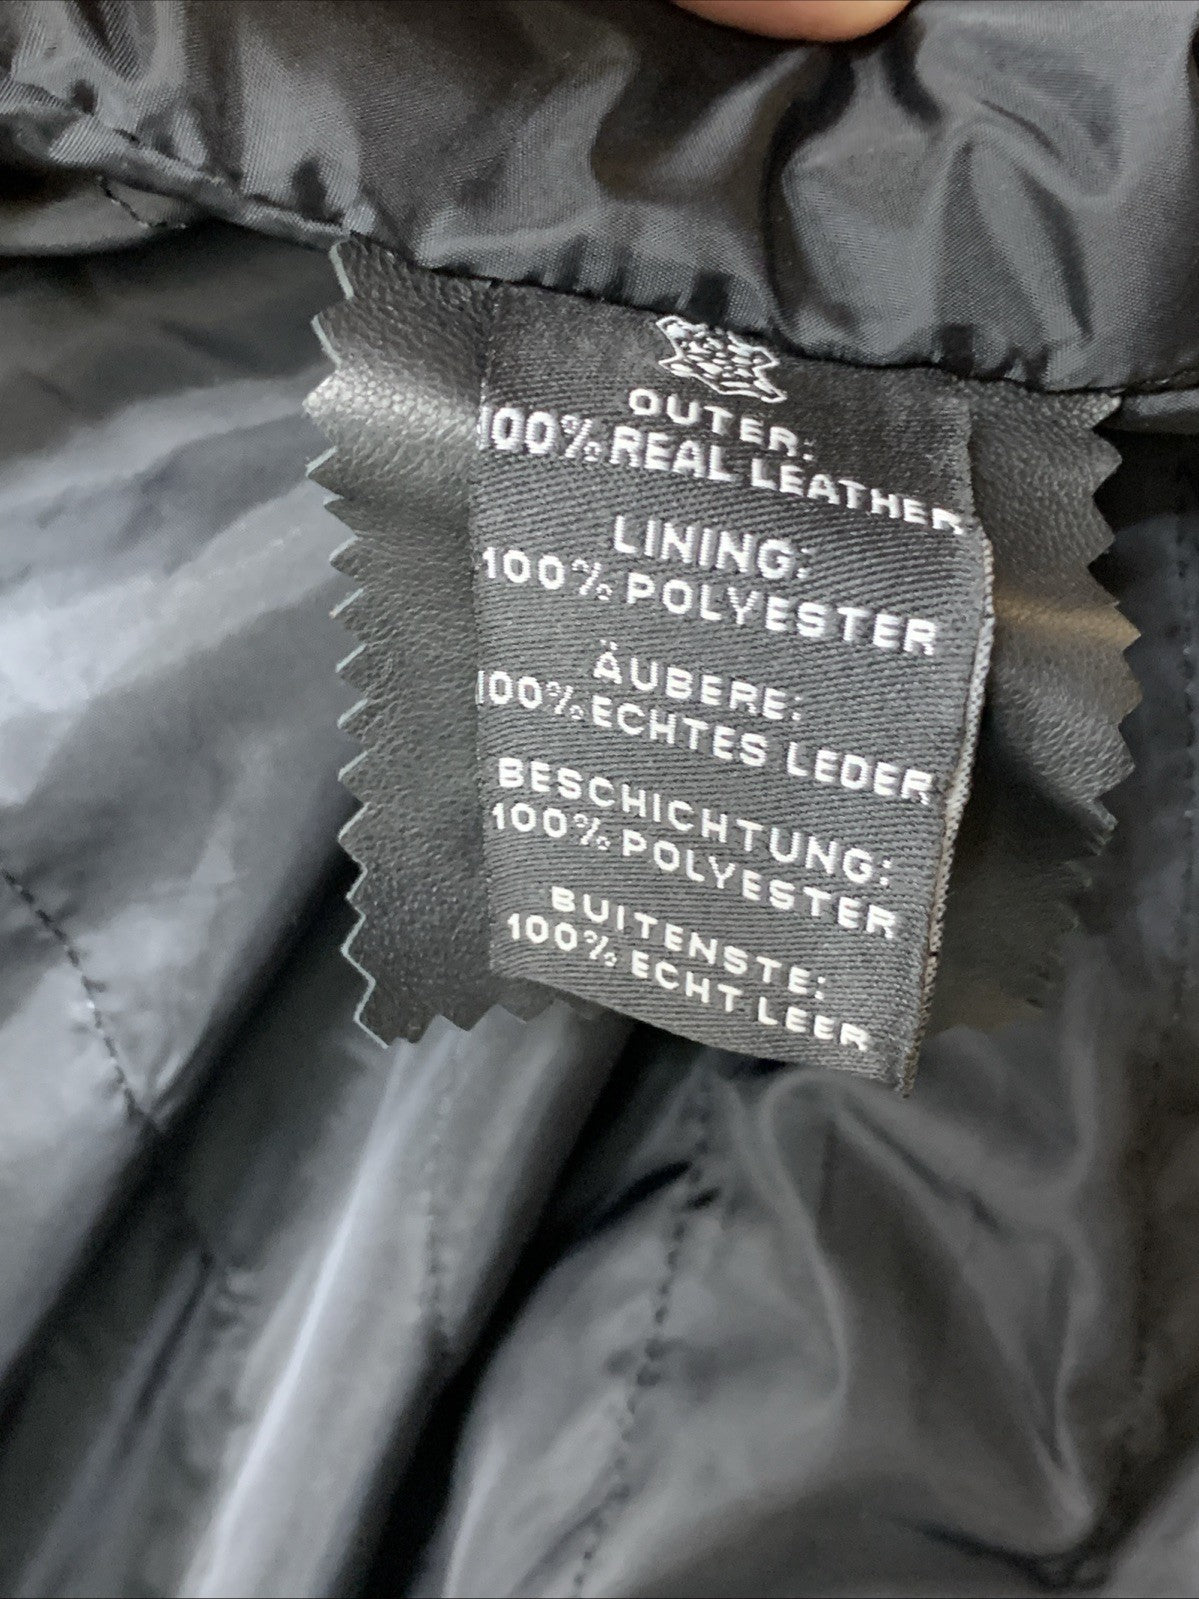 OUTER:
100% REAL LEATHER
LINING:
100% POLYESTER
ÄUBERE:
100% ECHTES LEDER
BESCHICHTUNG:
100% POLYESTER
BUITENSTE:
100% ECHT LEER